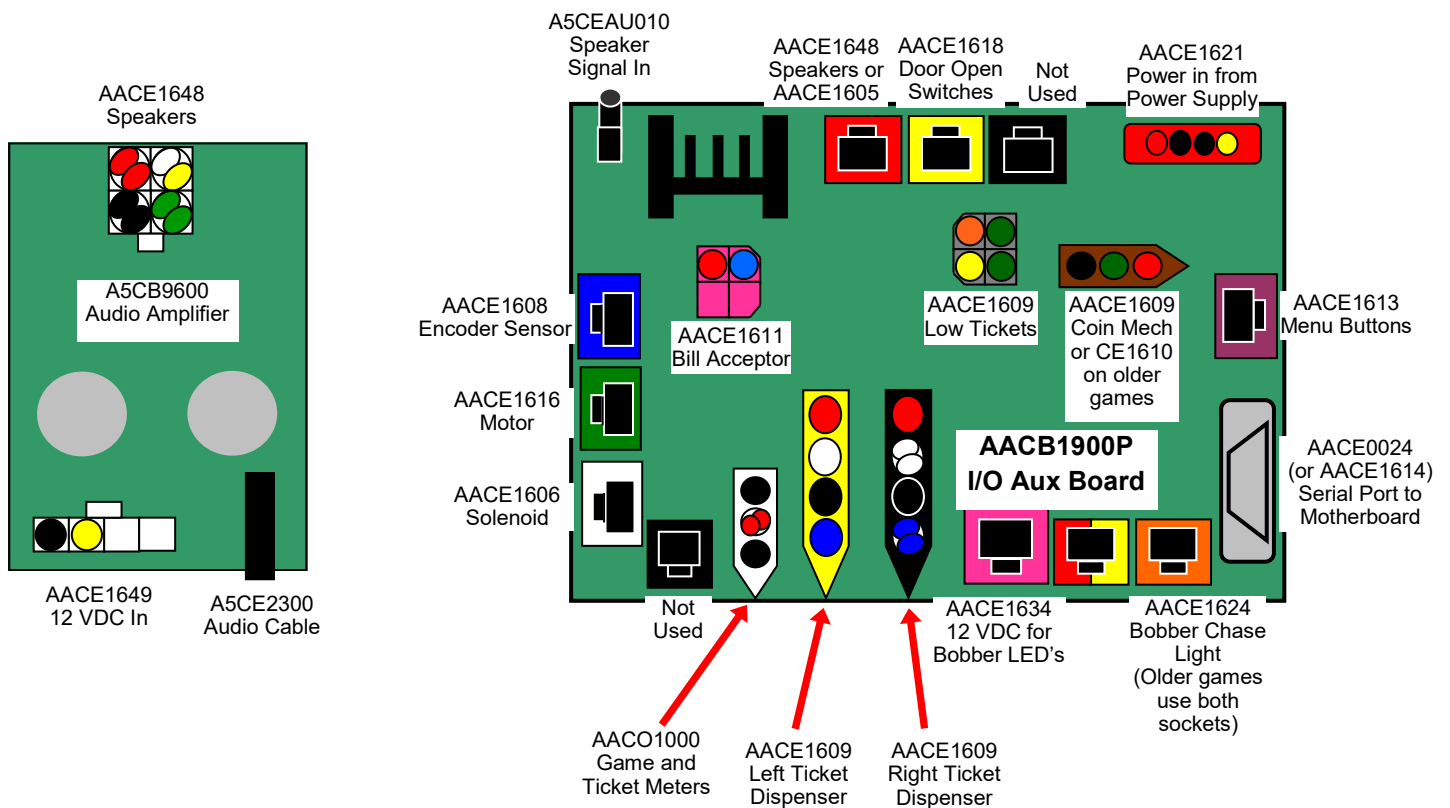 A5CEAU010
Speaker
Signal In
AACE1648
Speakers or
AACE1605
AACE1618
Door Open
Switches
Not
Used
AACE1621
Power in from
Power Supply
AACE1648
Speakers
A5CB9600
Audio Amplifier
AACE1608
Encoder Sensor
AACE1611
Bill Acceptor
AACE1609
Low Tickets
AACE1609
Coin Mech
or CE1610
on older
games
AACE1613
Menu Buttons
AACE1616
Motor
AACB1900P
I/O Aux Board
AACE0024
(or AACE1614)
Serial Port to
Motherboard
AACE1606
Solenoid
AACE1649
12 VDC In
A5CE2300
Audio Cable
Not
Used
AACE1634
12 VDC for
Bobber LED’s
AACE1624
Bobber Chase
Light
(Older games
use both
sockets)
AACO1000
Game and
Ticket Meters
AACE1609
Left Ticket
Dispenser
AACE1609
Right Ticket
Dispenser